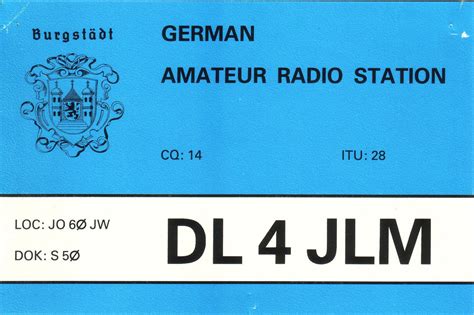 Burgstädt
GERMAN
AMATEUR RADIO STATION
CQ: 14
ITU: 28
LOC: JO 6Ø JW
DOK: S 5Ø
DL 4 JLM